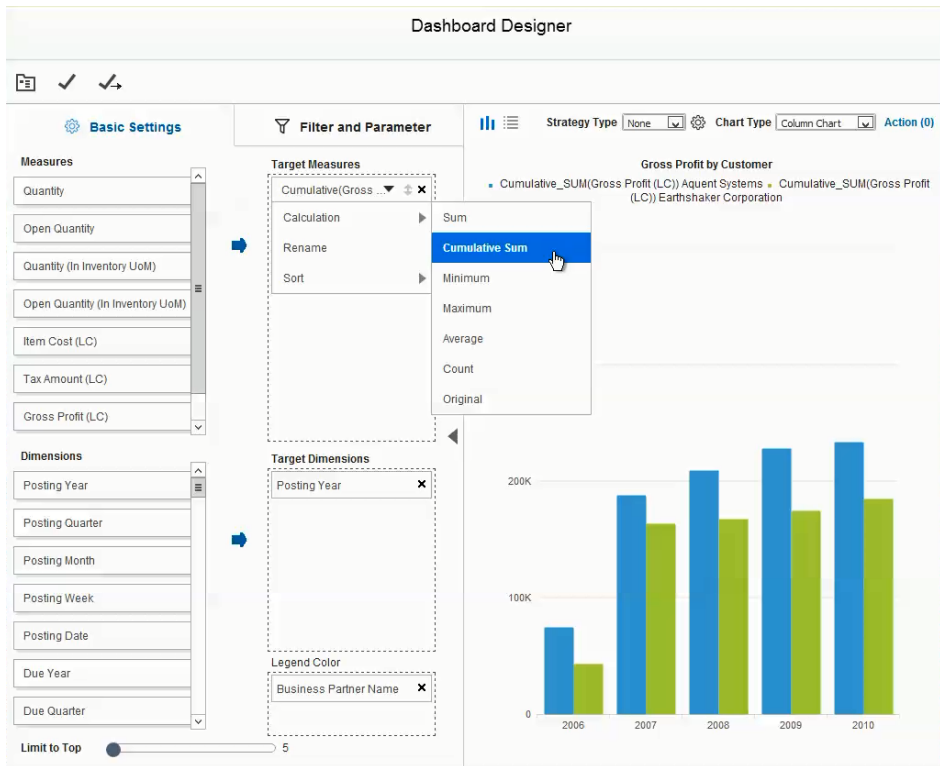 Dashboard Designer
Basic Settings
Filter and Parameter
Strategy Type None
Chart Type Column Chart
Action (0)
Measures
Quantity
Open Quantity
Quantity (In Inventory UoM)
Open Quantity (In Inventory UoM)
Item Cost (LC)
Tax Amount (LC)
Gross Profit (LC)
Dimensions
Posting Year
Posting Quarter
Posting Month
Posting Week
Posting Date
Due Year
Due Quarter
Limit to Top
5
Target Measures
Cumulative(Gross ...
Calculation
Rename
Sort
Sum
Cumulative Sum
Minimum
Maximum
Average
Count
Original
Target Dimensions
Posting Year
Legend Color
Business Partner Name
Gross Profit by Customer
Cumulative_SUM(Gross Profit (LC)) Aquent Systems Cumulative_SUM(Gross Profit
(LC)) Earthshaker Corporation
200K
100K
0
2006 2007 2008 2009 2010